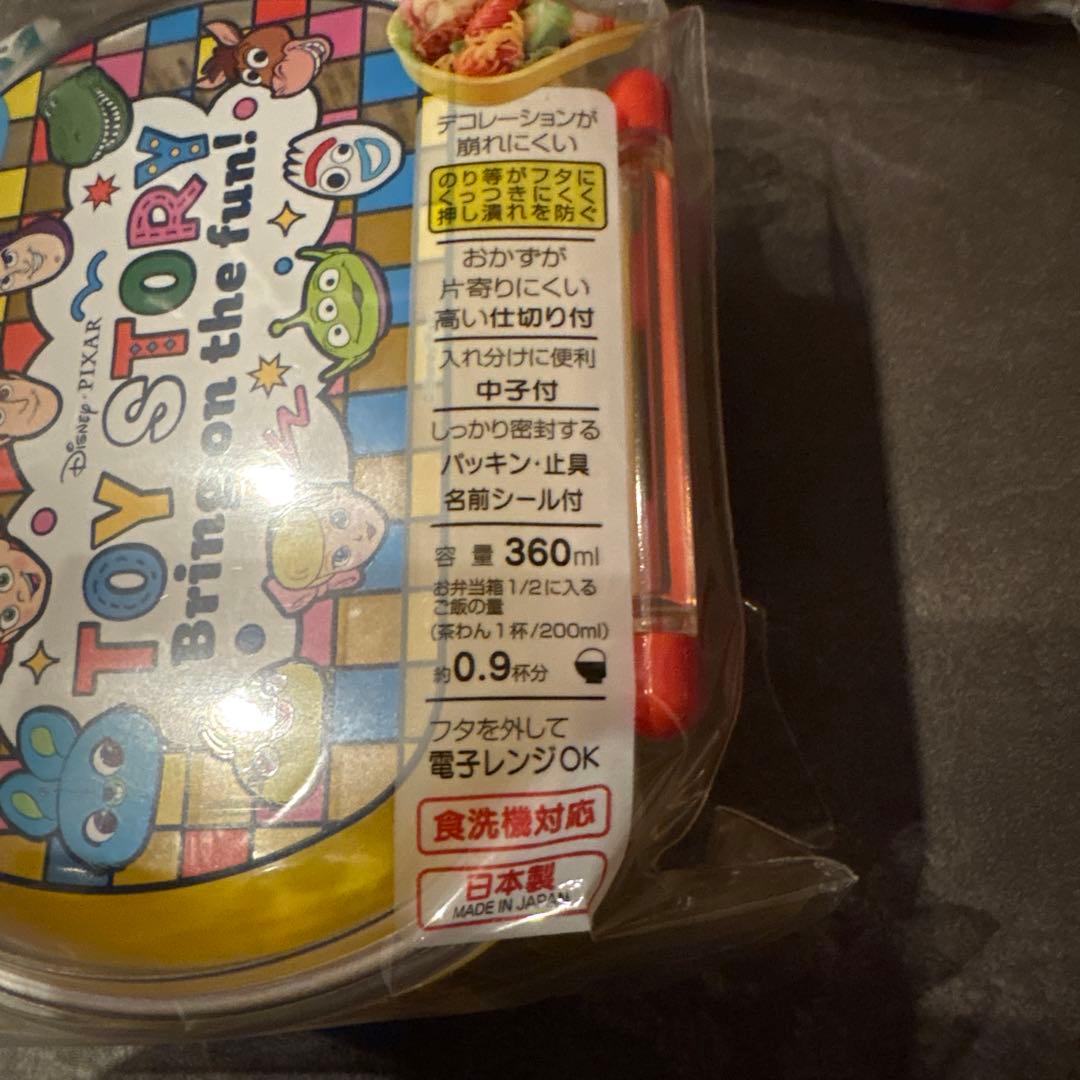 DISNEY・PIXAR
TOY STORY
Bring on the fun!
デコレーションが
崩れにくい
のり等がフタに
くっつきにくく
押し潰れを防ぐ
おかずが
片寄りにくい
高い仕切り付
入れ分けに便利
中子付
しっかり密封する
パッキン・止具
名前シール付
容量 360ml
お弁当箱1/2に入る
ご飯の量
(茶わん1杯/200ml)
約0.9杯分
フタを外して
電子レンジOK
食洗機対応
日本製
MADE IN JAPAN